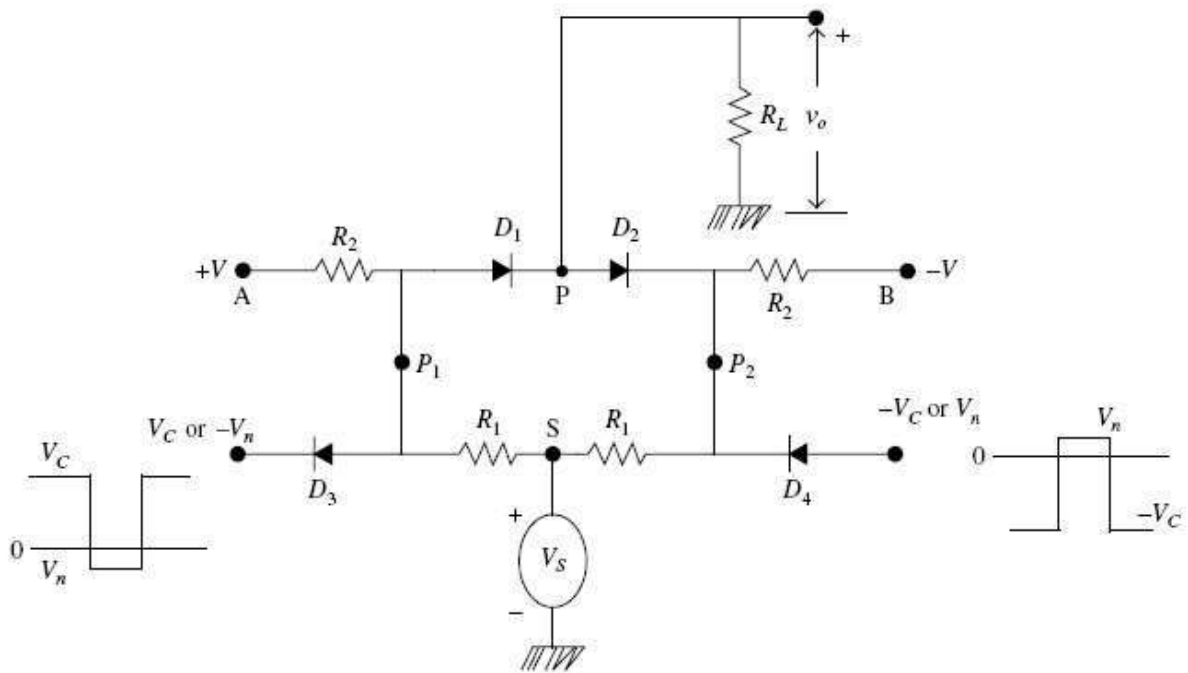 +
R_L
v_o
D_1
D_2
R_2
+V
A
P
B
−V
R_2
P_1
P_2
V_C or −V_n
R_1
S
R_1
−V_C or V_n
V_n
V_C
0
D_3
D_4
−V_C
+
V_S
−
0
V_n